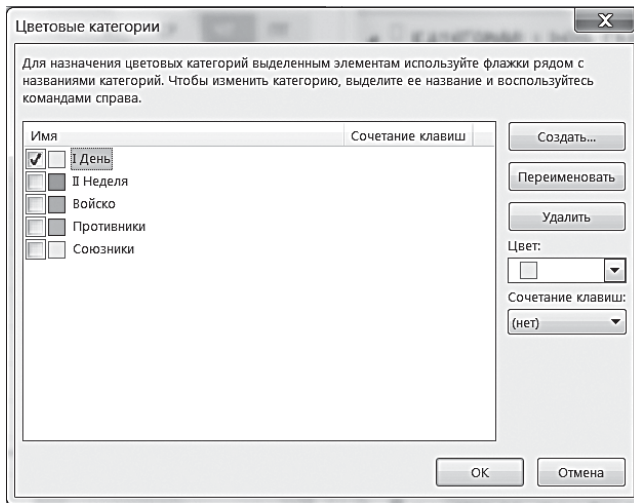 Цветовые категории
Для назначения цветовых категорий выделенным элементам используйте флажки рядом с
названиями категорий. Чтобы изменить категорию, выделите ее название и воспользуйтесь
командами справа.
Имя Сочетание клавиш
I День
II Неделя
Войско
Противники
Союзники
Создать...
Переименовать
Удалить
Цвет:
Сочетание клавиш:
(нет)
OK Отмена